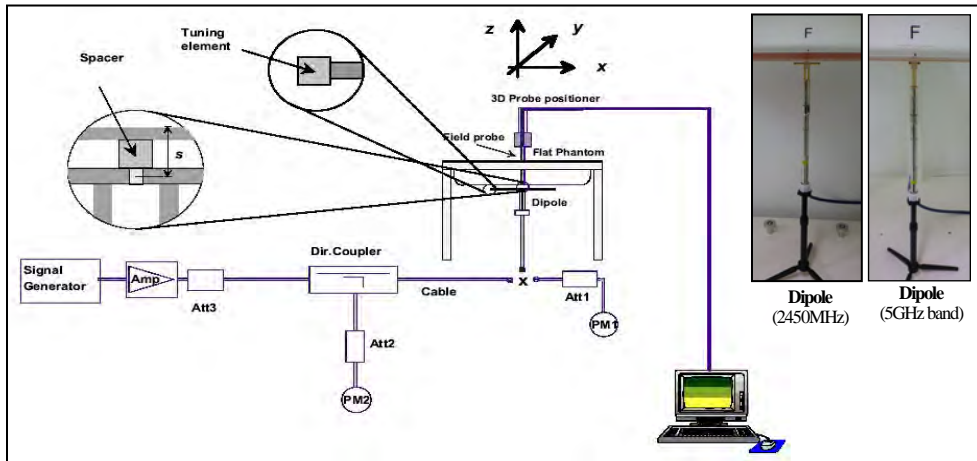 Tuning
element
Spacer
s
z
y
x
3D Probe positioner
Field probe
Flat Phantom
Dipole
Signal
Generator
Amp
Att3
Dir.Coupler
Cable
x
Att1
PM1
Att2
PM2
F
F
Dipole
(2450MHz)
Dipole
(5GHz band)